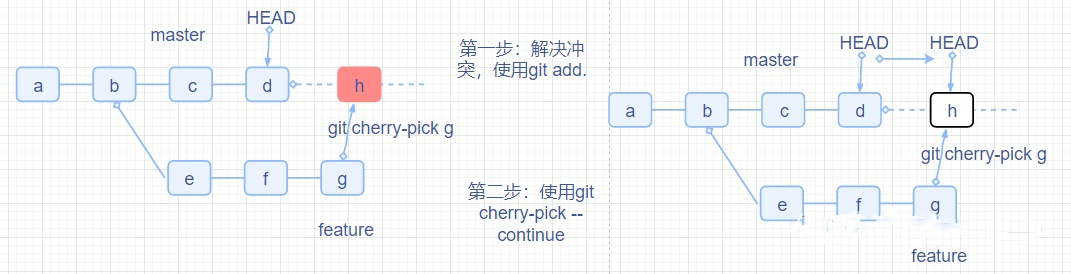 HEAD
master
a
b
c
d
h
git cherry-pick g
e
f
g
feature
第一步：解决冲
突，使用git add.
第二步：使用git
cherry-pick --
continue
HEAD
HEAD
master
a
b
c
d
h
git cherry-pick g
e
f
g
feature